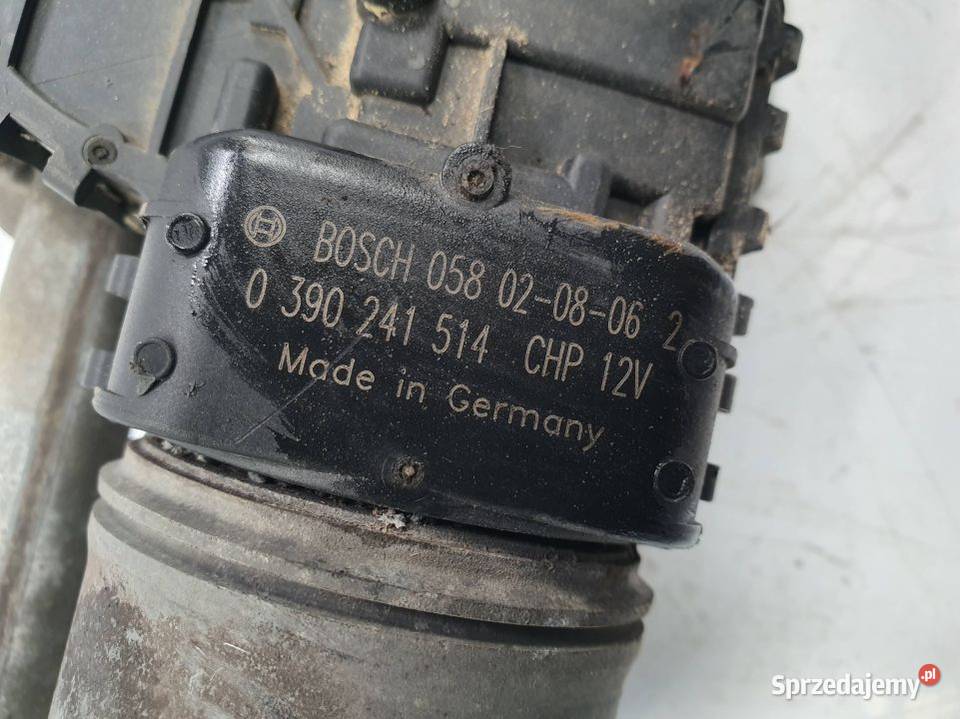 BOSCH 058 02-08-06 2
0 390 241 514 CHP 12V
Made in Germany
Sprzedajemy.pl